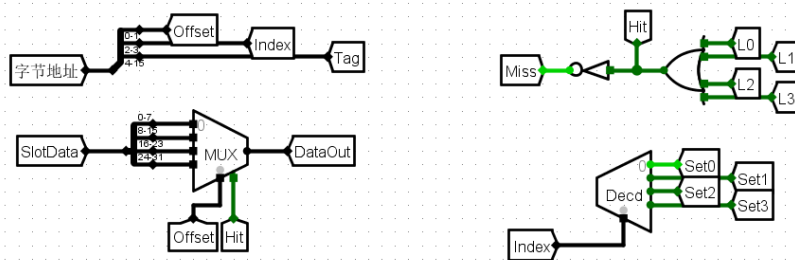 0-1
Offset
2-3
Index
4-15
Tag
字节地址
Hit
L0
L1
Miss
L2
L3
0-7
0
8-15
SlotData
16-23
MUX
DataOut
24-31
Offset
Hit
0
Set0
Set1
Decd
Set2
Set3
Index